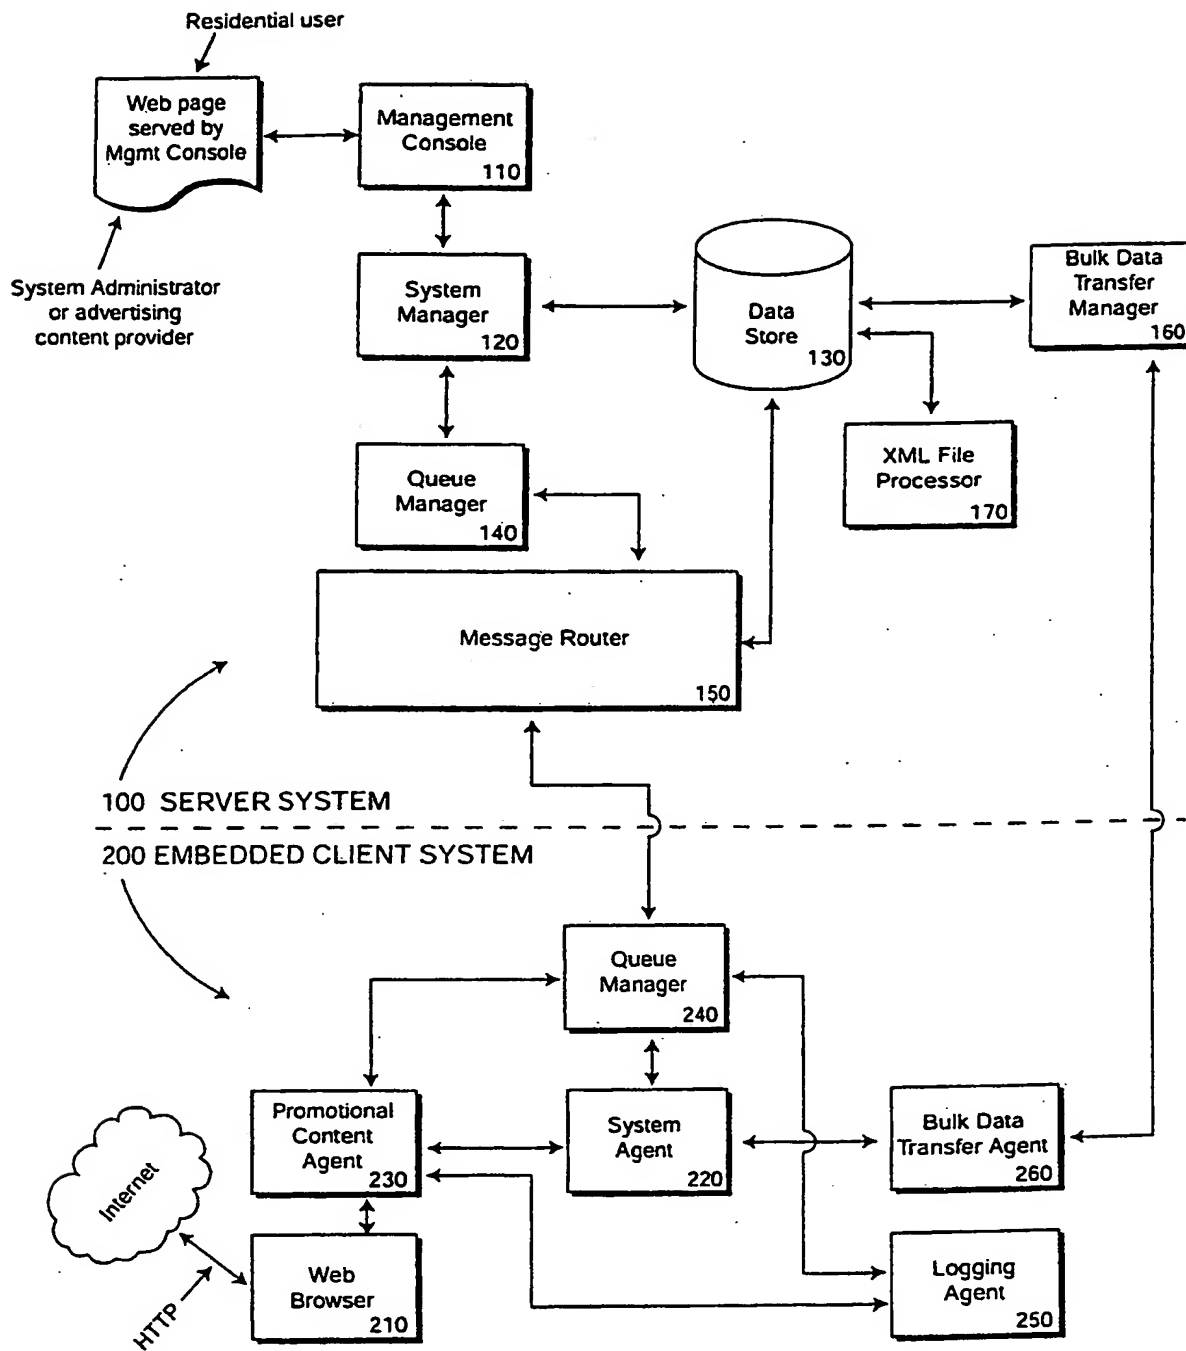 Residential user
Web page
served by
Mgmt Console
Management
Console
110
System Administrator
or advertising
content provider
System
Manager
120
Data
Store
130
Bulk Data
Transfer
Manager
160
Queue
Manager
140
XML File
Processor
170
Message Router
150
100 SERVER SYSTEM
200 EMBEDDED CLIENT SYSTEM
Queue
Manager
240
Promotional
Content
Agent
230
System
Agent
220
Bulk Data
Transfer Agent
260
Internet
HTTP
Web
Browser
210
Logging
Agent
250